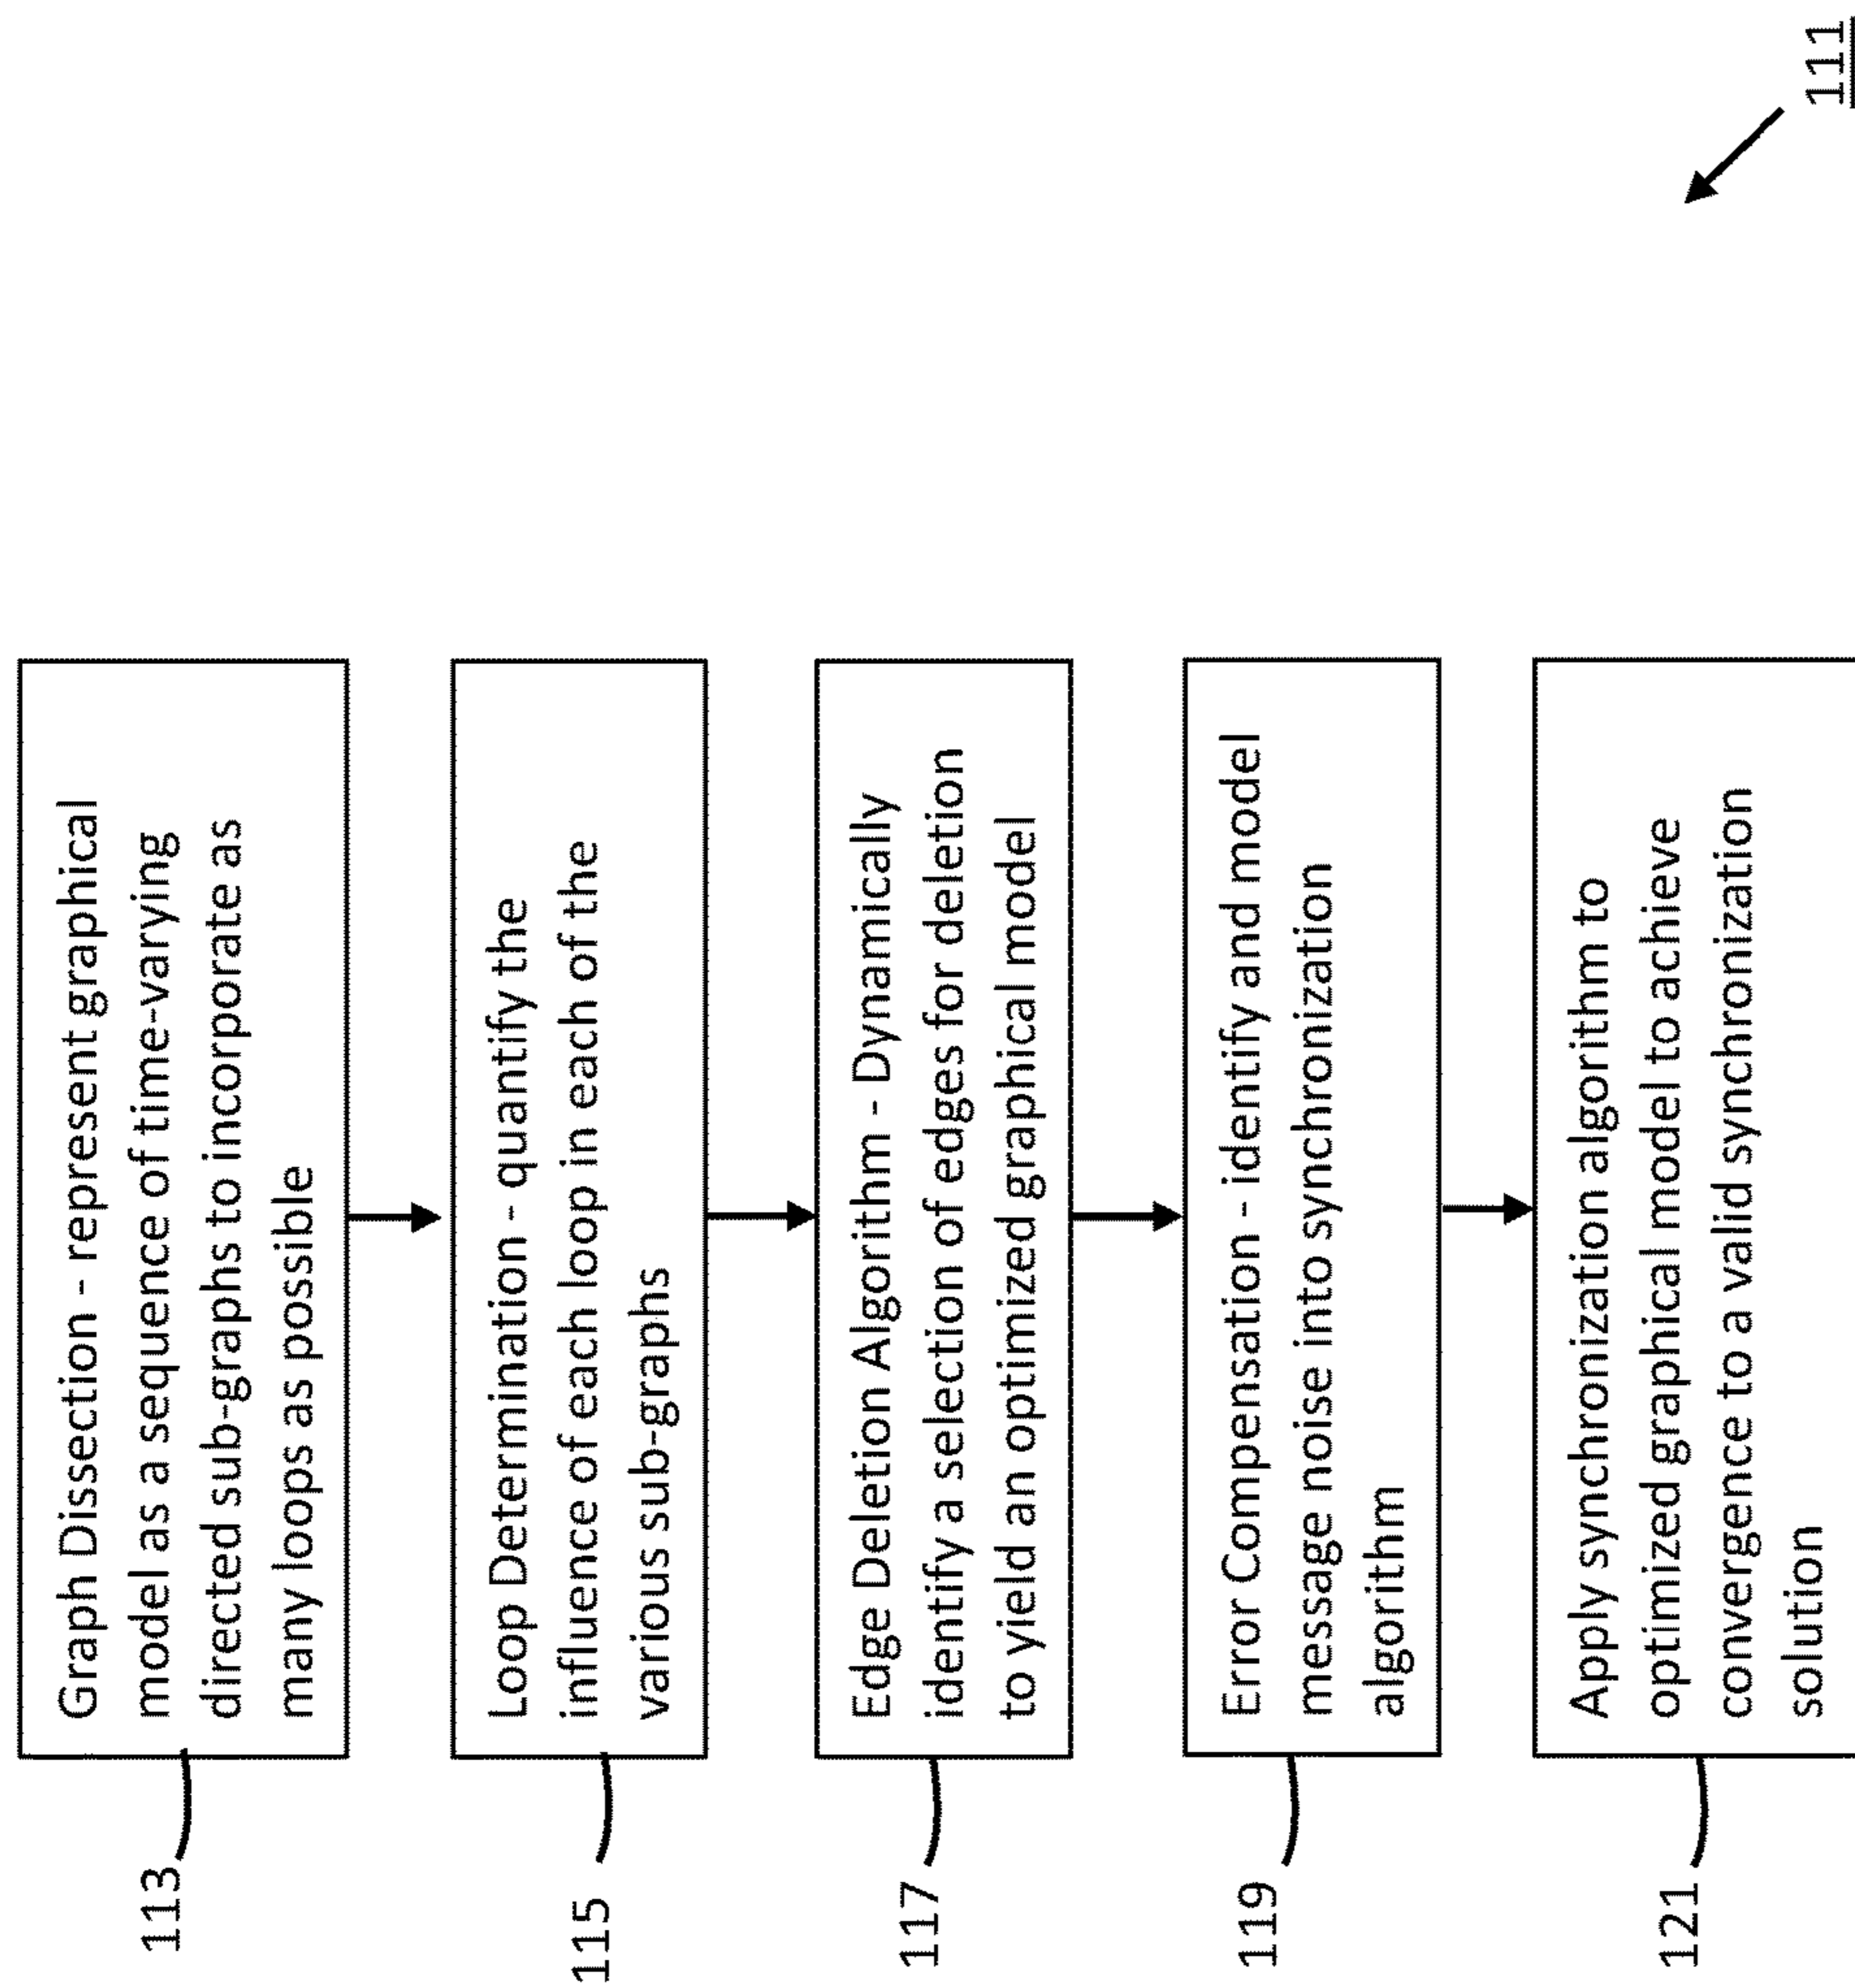 111
113
Graph Dissection - represent graphical
model as a sequence of time-varying
directed sub-graphs to incorporate as
many loops as possible
115
Loop Determination - quantify the
influence of each loop in each of the
various sub-graphs
117
Edge Deletion Algorithm - Dynamically
identify a selection of edges for deletion
to yield an optimized graphical model
119
Error Compensation - identify and model
message noise into synchronization
algorithm
121
Apply synchronization algorithm to
optimized graphical model to achieve
convergence to a valid synchronization
solution